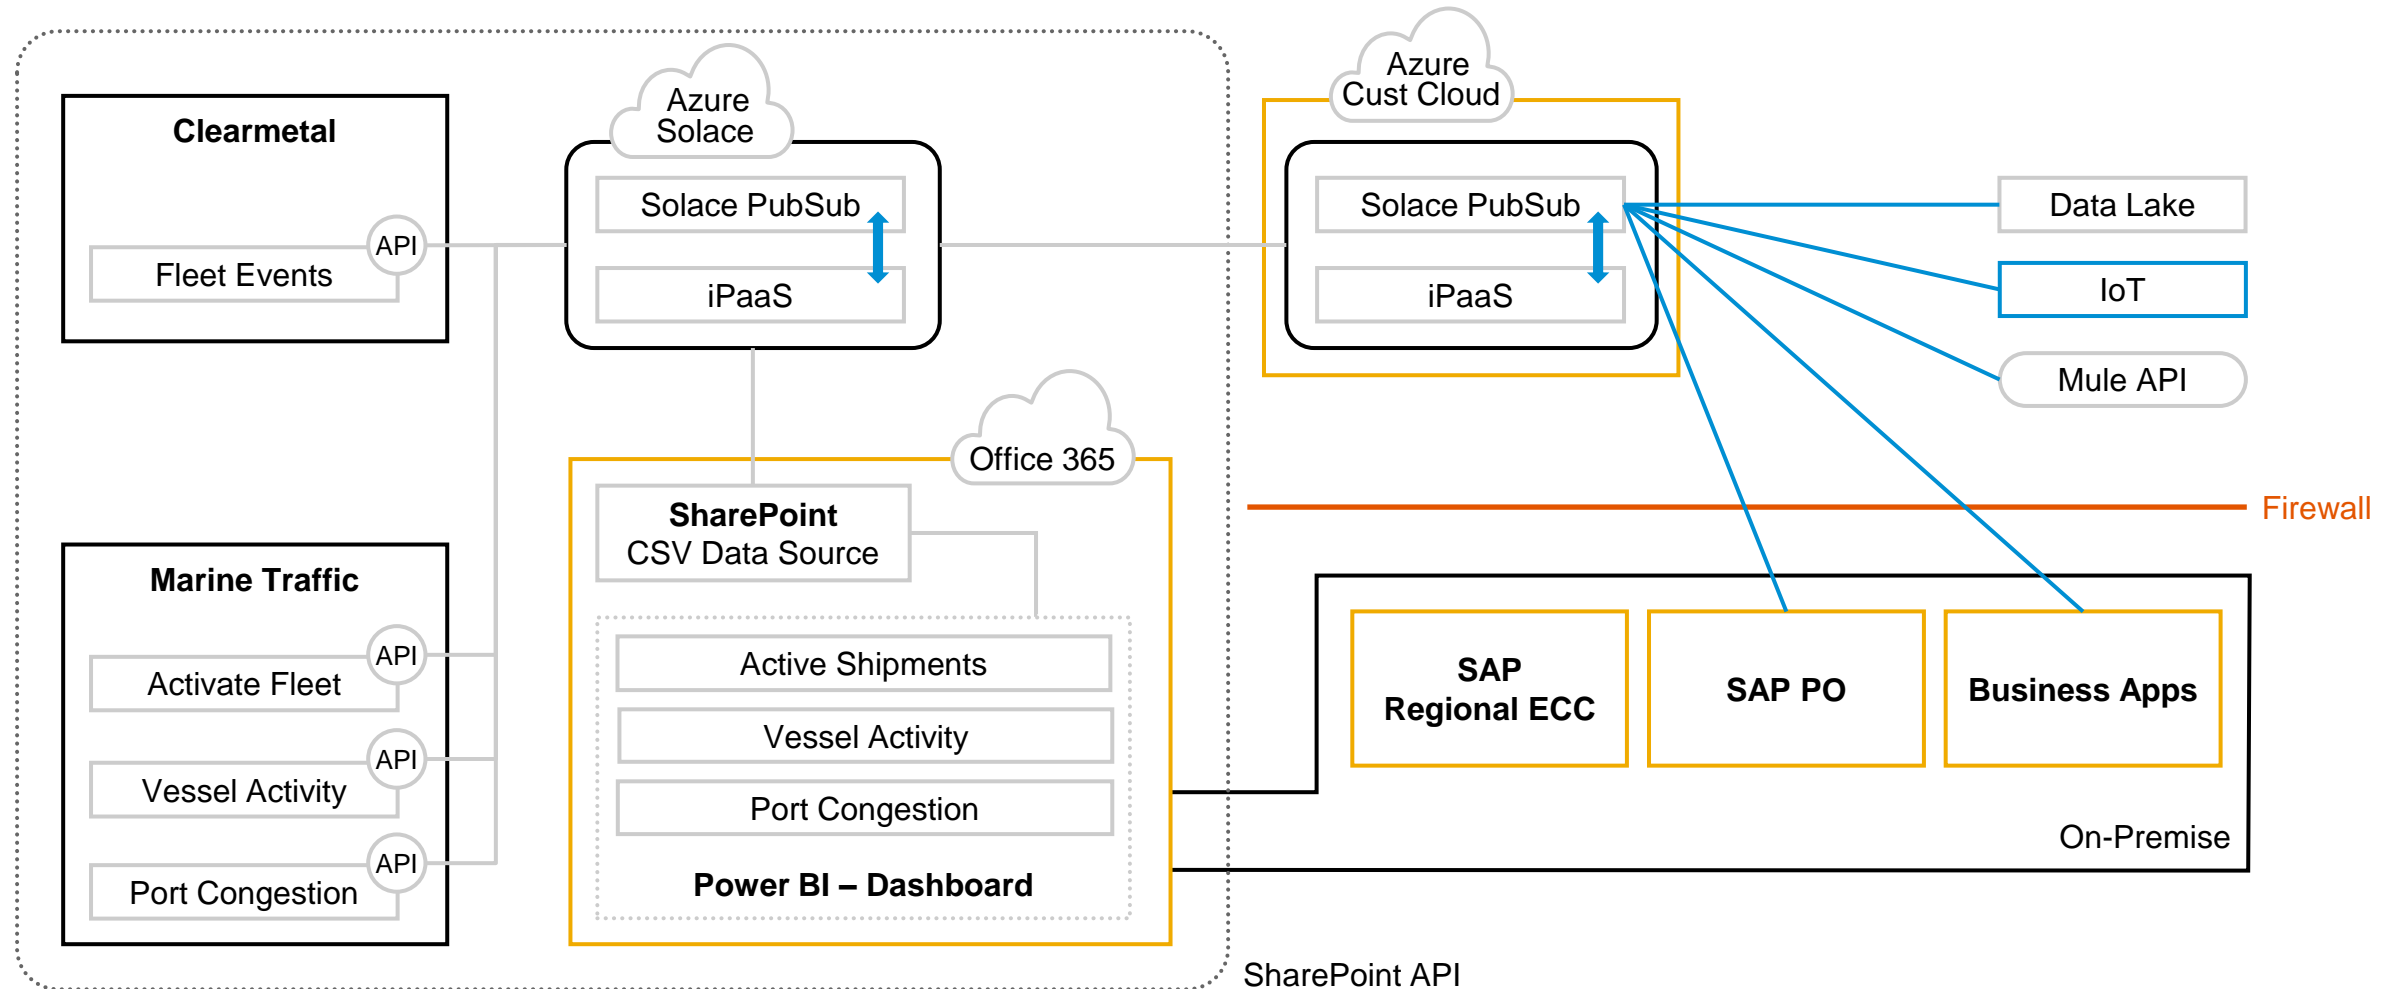 Clearmetal
API
Fleet Events
Marine Traffic
API
Activate Fleet
API
Vessel Activity
API
Port Congestion
Azure
Solace
Solace PubSub
iPaaS
Office 365
SharePoint
CSV Data Source
Active Shipments
Vessel Activity
Port Congestion
Power BI – Dashboard
Azure
Cust Cloud
Solace PubSub
iPaaS
Data Lake
IoT
Mule API
Firewall
SAP
Regional ECC
SAP PO
Business Apps
On-Premise
SharePoint API